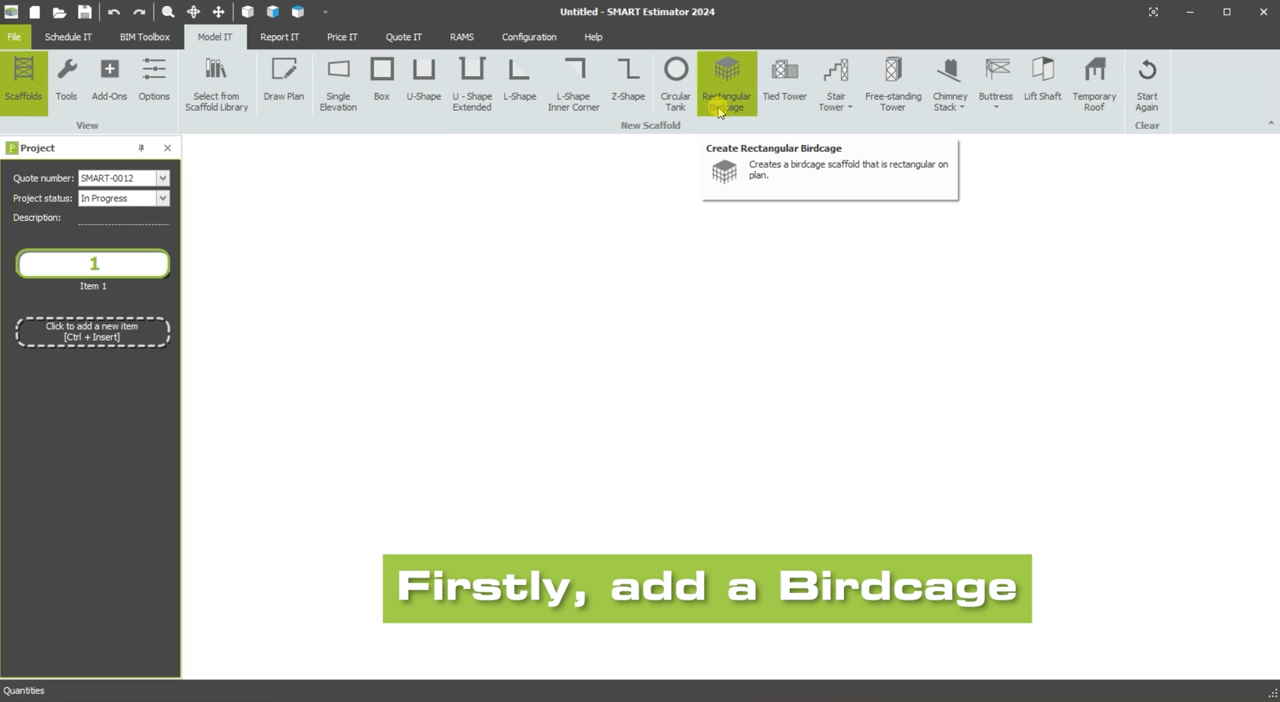 Untitled - SMART Estimator 2024
File Schedule IT BIM Toolbox Model IT Report IT Price IT Quote IT RAMS Configuration Help
Scaffolds
Tools
Add-Ons
Options
View
Select from
Scaffold Library
Draw Plan
Single
Elevation
Box
U-Shape
U - Shape
Extended
L-Shape
L-Shape
Inner Corner
Z-Shape
Circular
Tank
Rectangular
Birdcage
Tied Tower
Stair
Tower
Free-standing
Tower
Chimney
Stack
Buttress
Lift Shaft
Temporary
Roof
New Scaffold
Start
Again
Clear
P Project
Quote number: SMART-0012
Project status: In Progress
Description:
1
Item 1
Click to add a new item
[Ctrl + Insert]
Create Rectangular Birdcage
Creates a birdcage scaffold that is rectangular on
plan.
Firstly, add a Birdcage
Quantities